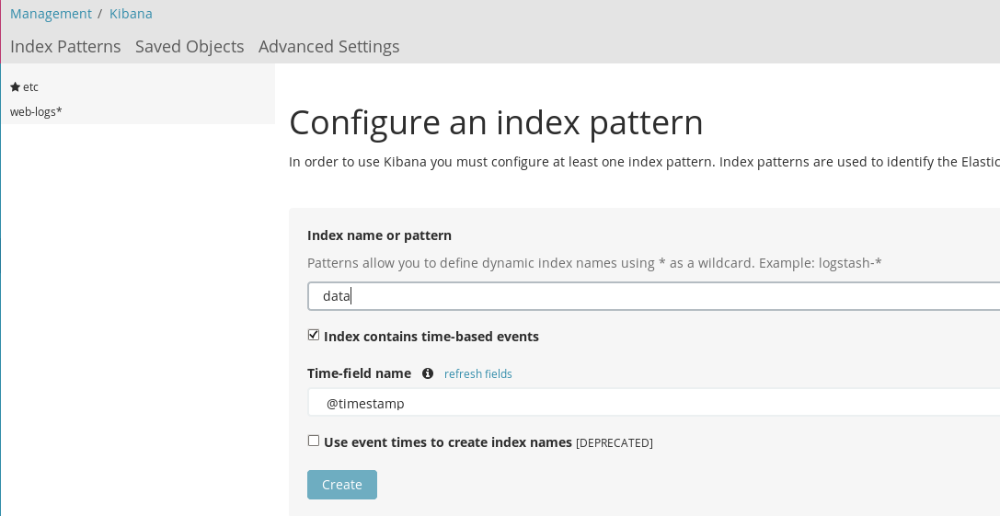 Management / Kibana
Index Patterns Saved Objects Advanced Settings
etc
web-logs*
Configure an index pattern
In order to use Kibana you must configure at least one index pattern. Index patterns are used to identify the Elastic
Index name or pattern
Patterns allow you to define dynamic index names using * as a wildcard. Example: logstash-*
data
Index contains time-based events
Time-field name refresh fields
@timestamp
Use event times to create index names [DEPRECATED]
Create